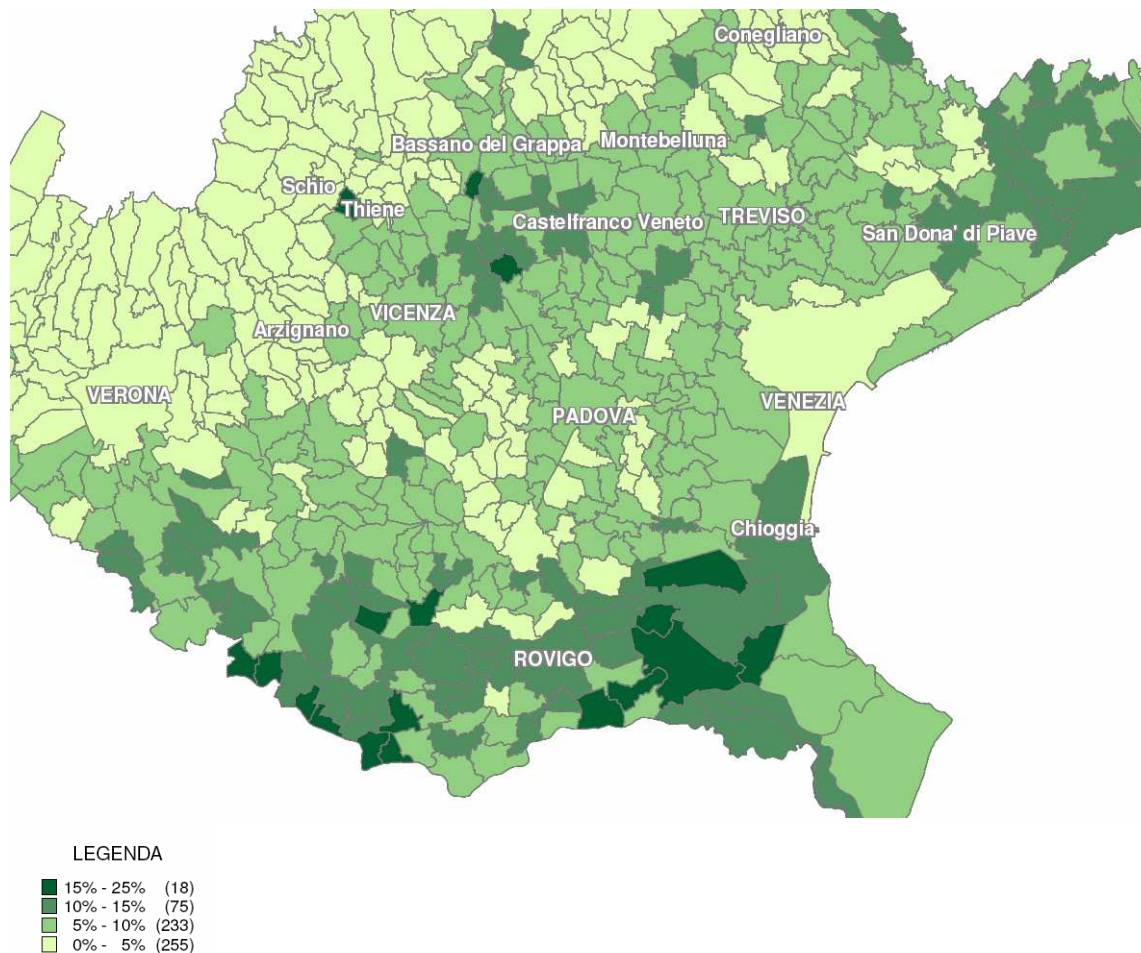 Conegliano
Bassano del Grappa
Montebelluna
Schio
Thiene
Castelfranco Veneto
TREVISO
San Dona' di Piave
VICENZA
Arzignano
VERONA
PADOVA
VENEZIA
Chioggia
ROVIGO
LEGENDA
15% - 25% (18)
10% - 15% (75)
5% - 10% (233)
0% - 5% (255)